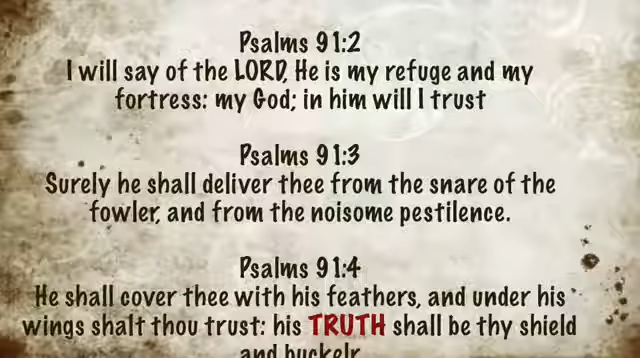 Psalms 91:2
I will say of the LORD, He is my refuge and my
fortress: my God; in him will I trust
Psalms 91:3
Surely he shall deliver thee from the snare of the
fowler, and from the noisome pestilence.
Psalms 91:4
He shall cover thee with his feathers, and under his
wings shalt thou trust: his TRUTH shall be thy shield
and buckelr